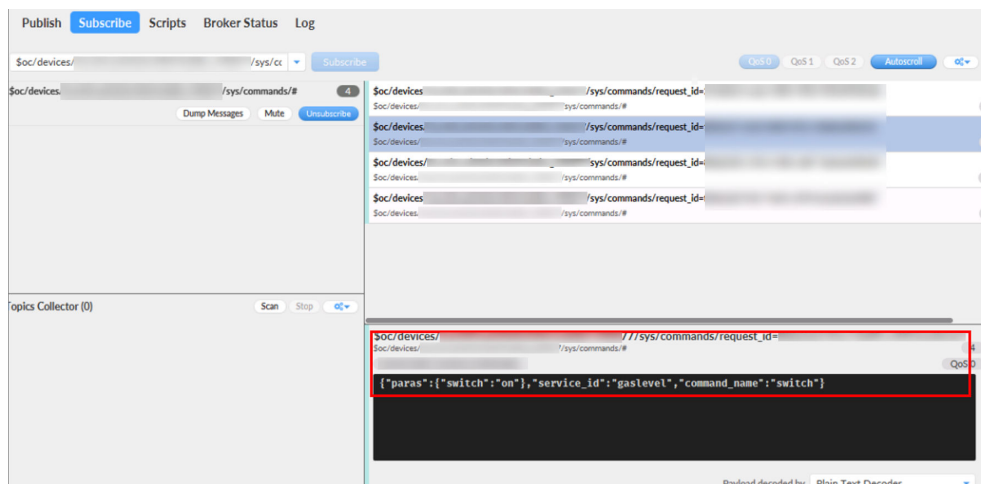 Publish Subscribe Scripts Broker Status Log
$oc/devices/ /sys/cc Subscribe QoS 0 QoS 1 QoS 2 Autoscroll
$oc/devices. /sys/commands/# 4
Dump Messages Mute Unsubscribe
$oc/devices /sys/commands/request_id=
$oc/devices/ sys/commands/#
$oc/devices. /sys/commands/request_id=
$oc/devices/ /sys/commands/#
$oc/devices/ sys/commands/request_id=
$oc/devices. /sys/commands/#
$oc/devices. /sys/commands/request_id=
$oc/devices. /sys/commands/#
Topics Collector (0) Scan Stop
$oc/devices/ 77/sys/commands/request_id=
$oc/devices/ 7/sys/commands/# 4
QoS 0
{"paras":{"switch":"on"},"service_id":"gaslevel","command_name":"switch"}
Payload decoded by Plain Text Decoder